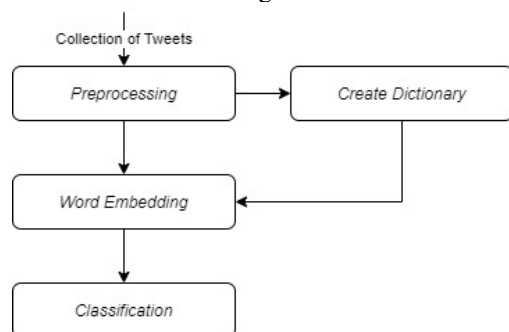 Collection of Tweets
Preprocessing
Create Dictionary
Word Embedding
Classification